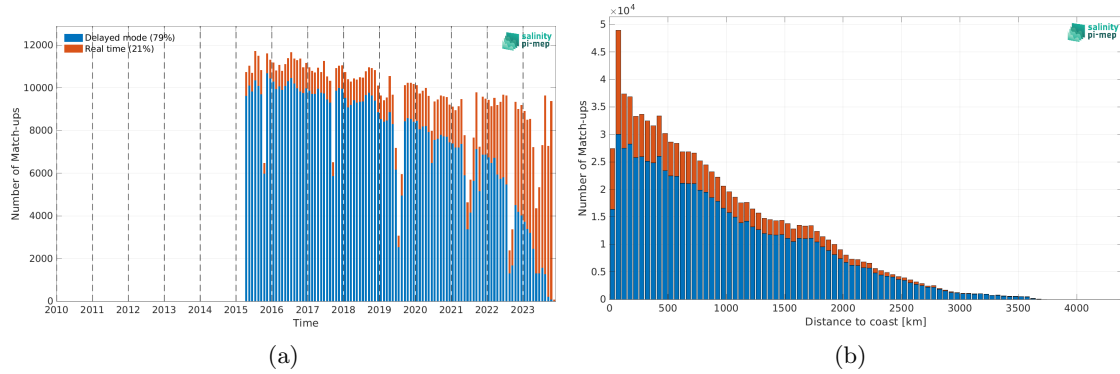 Delayed mode (79%)
Real time (21%)
salinity
pi-mep
12000
10000
8000
6000
4000
2000
0
Number of Match-ups
2010 2011 2012 2013 2014 2015 2016 2017 2018 2019 2020 2021 2022 2023
Time
(a)
×10⁴
salinity
pi-mep
5
4.5
4
3.5
3
2.5
2
1.5
1
0.5
0
Number of Match-ups
0 500 1000 1500 2000 2500 3000 3500 4000
Distance to coast [km]
(b)